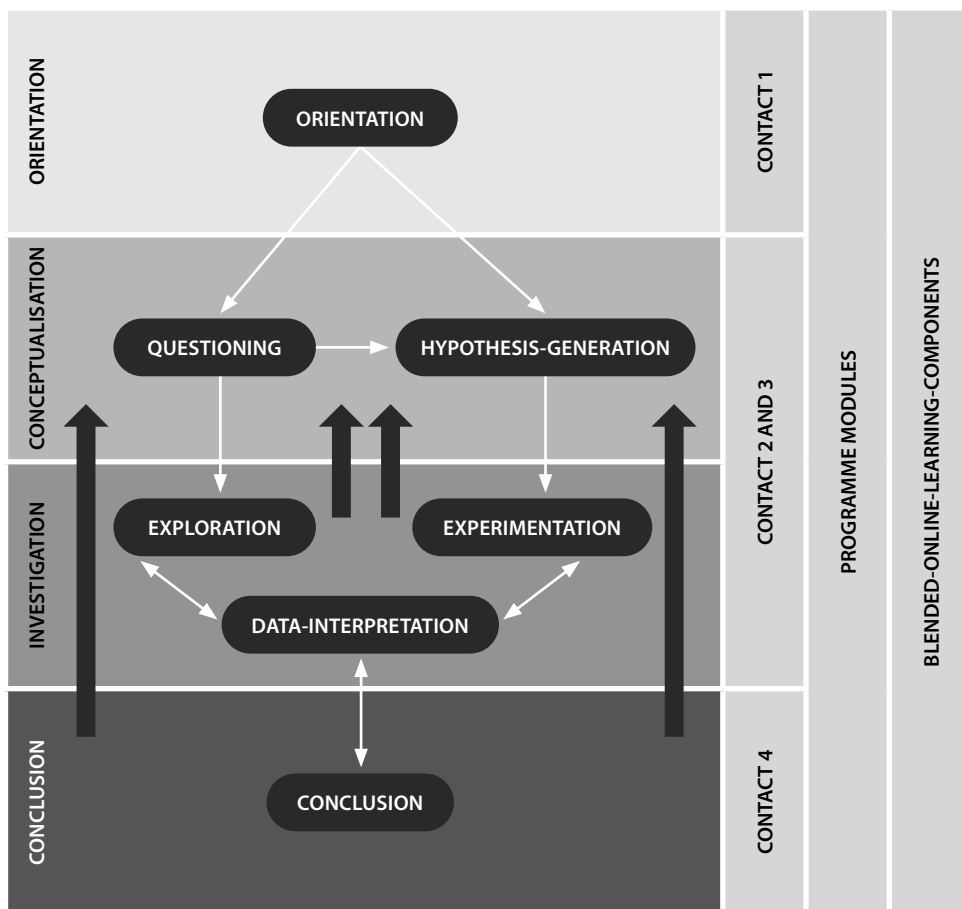 ORIENTATION
ORIENTATION
CONTACT 1
CONCEPTUALISATION
QUESTIONING
HYPOTHESIS-GENERATION
CONTACT 2 AND 3
INVESTIGATION
EXPLORATION
EXPERIMENTATION
DATA-INTERPRETATION
CONCLUSION
CONCLUSION
CONTACT 4
PROGRAMME MODULES
BLENDED-ONLINE-LEARNING-COMPONENTS